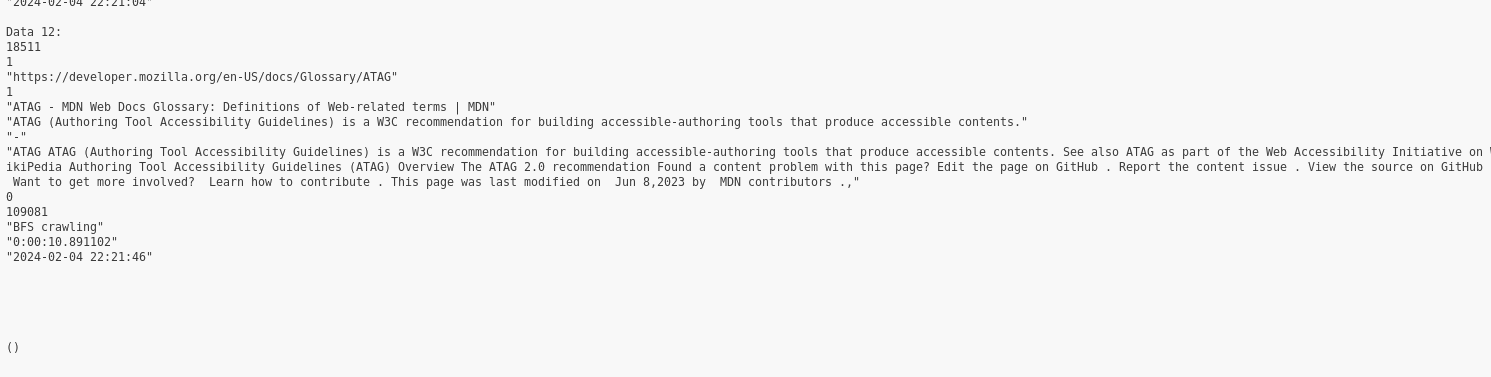 "2024-02-04 22:21:04"
Data 12:
18511
1
"https://developer.mozilla.org/en-US/docs/Glossary/ATAG"
1
"ATAG - MDN Web Docs Glossary: Definitions of Web-related terms | MDN"
"ATAG (Authoring Tool Accessibility Guidelines) is a W3C recommendation for building accessible-authoring tools that produce accessible contents."
"-"
"ATAG ATAG (Authoring Tool Accessibility Guidelines) is a W3C recommendation for building accessible-authoring tools that produce accessible contents. See also ATAG as part of the Web Accessibility Initiative on W
ikiPedia Authoring Tool Accessibility Guidelines (ATAG) Overview The ATAG 2.0 recommendation Found a content problem with this page? Edit the page on GitHub . Report the content issue . View the source on GitHub
Want to get more involved?  Learn how to contribute . This page was last modified on  Jun 8,2023 by  MDN contributors .,"
0
109081
"BFS crawling"
"0:00:10.891102"
"2024-02-04 22:21:46"
()